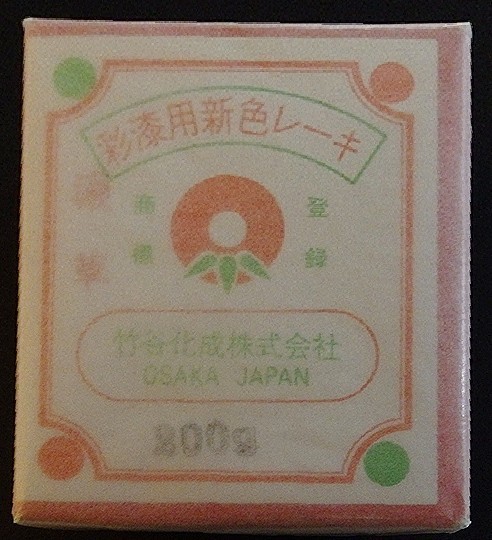 彩漆用新色レーキ
登録
商標
竹谷化成株式会社
OSAKA JAPAN
200g